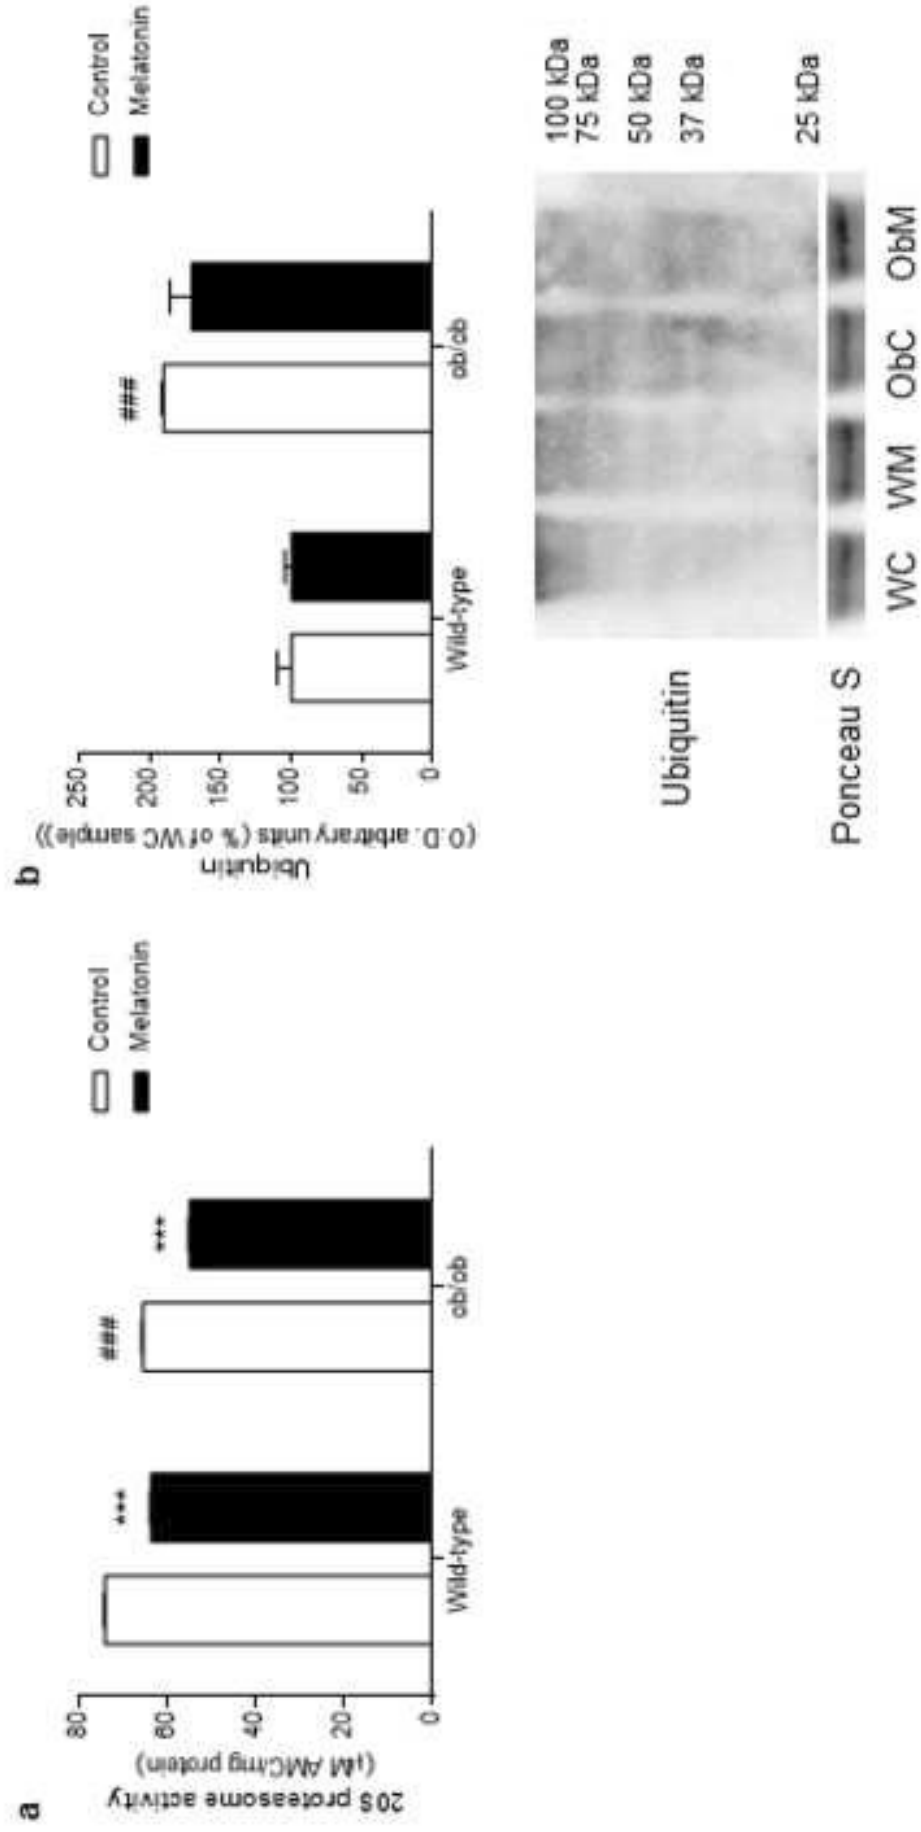 a
20S proteasome activity
(µM AMC/mg protein)
80
60
40
20
0
***
###
***
Wild-type
ob/ob
Control
Melatonin
b
Ubiquitin
(O.D. arbitrary units (% of WC sample))
250
200
150
100
50
0
###
Wild-type
ob/ob
Control
Melatonin
Ubiquitin
100 kDa
75 kDa
50 kDa
37 kDa
25 kDa
Ponceau S
WC WM ObC ObM